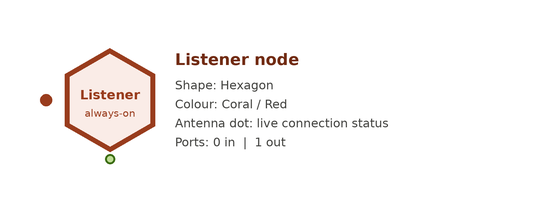 Listener
always-on
Listener node
Shape: Hexagon
Colour: Coral / Red
Antenna dot: live connection status
Ports: 0 in  |  1 out